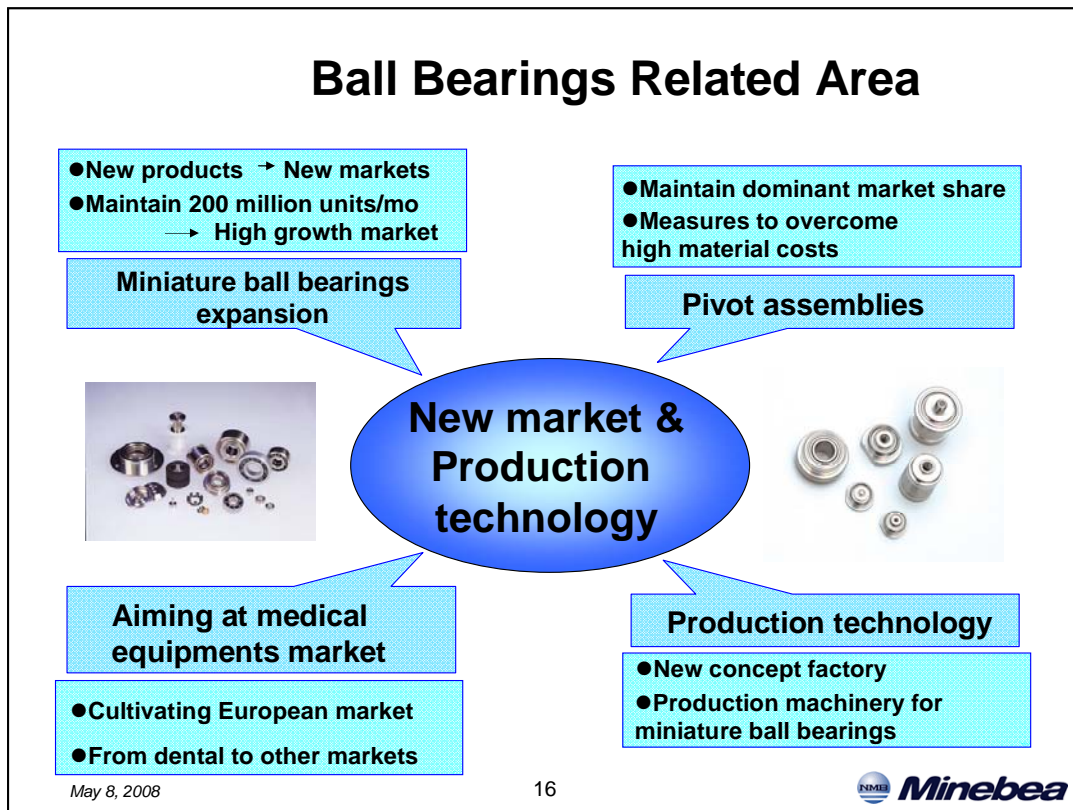 Ball Bearings Related Area
●New products → New markets
●Maintain 200 million units/mo
→ High growth market
Miniature ball bearings
expansion
●Maintain dominant market share
●Measures to overcome
high material costs
Pivot assemblies
New market &
Production
technology
Aiming at medical
equipments market
●Cultivating European market
●From dental to other markets
Production technology
●New concept factory
●Production machinery for
miniature ball bearings
May 8, 2008
16
NMB Minebea